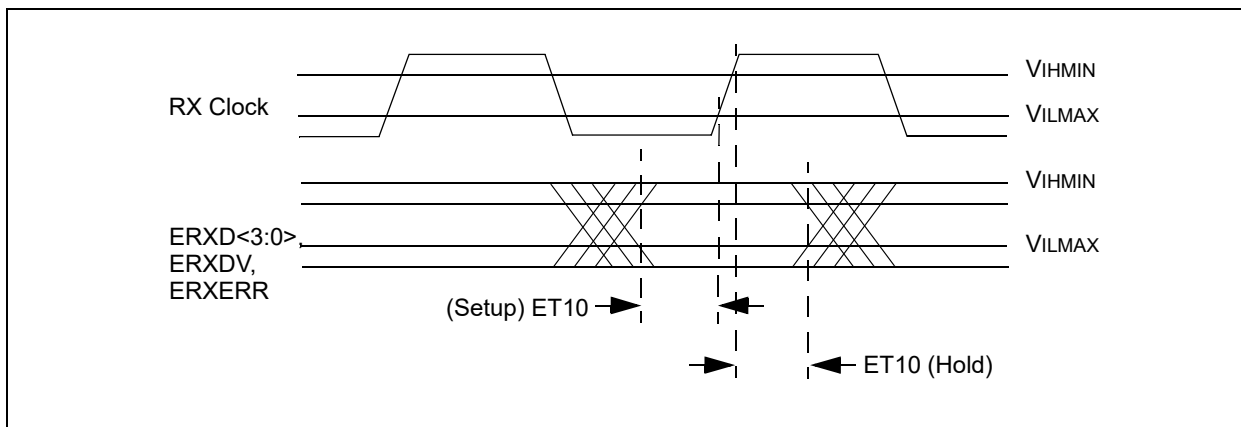 VIHMIN
RX Clock
VILMAX
VIHMIN
ERXD<3:0>,
ERXDV,
ERXERR
VILMAX
(Setup) ET10
ET10 (Hold)